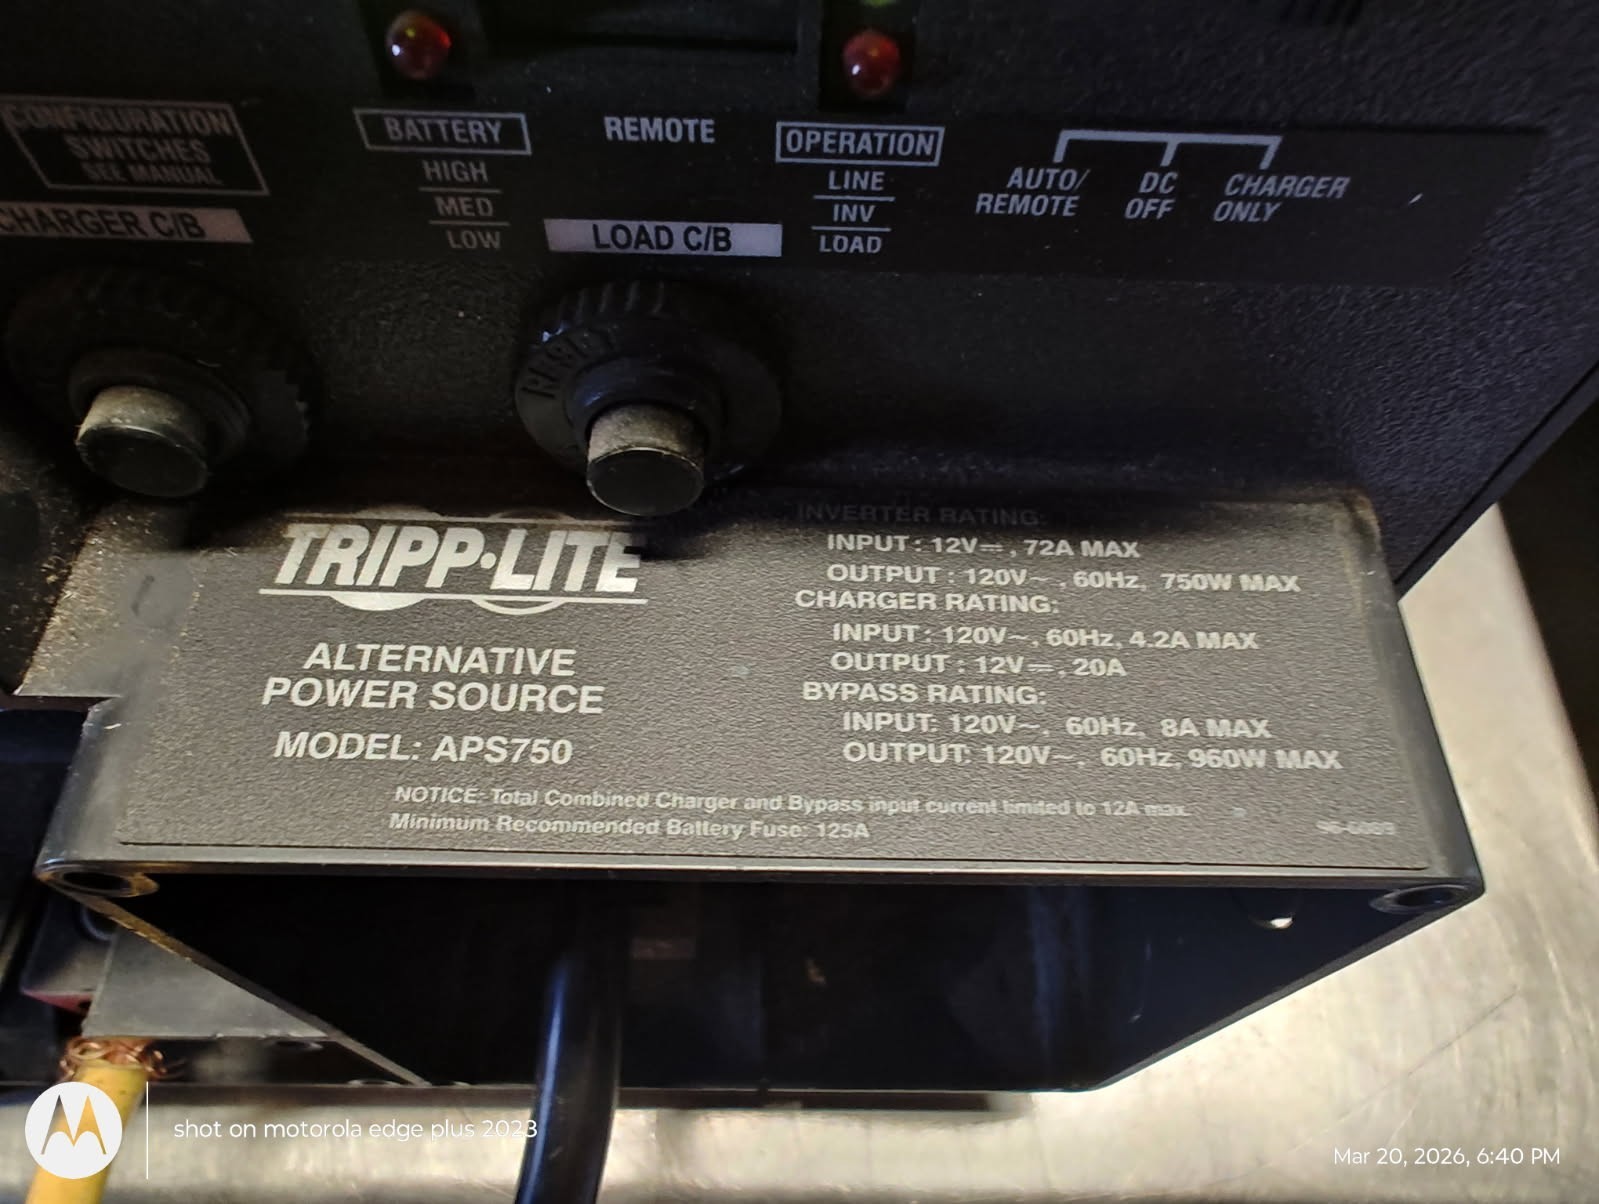 CONFIGURATION
SWITCHES
SEE MANUAL
CHARGER C/B
BATTERY
HIGH
MED
LOW
REMOTE
LOAD C/B
OPERATION
LINE
INV
LOAD
AUTO/
REMOTE
DC
OFF
CHARGER
ONLY
TRIPP·LITE
ALTERNATIVE
POWER SOURCE
MODEL: APS750
INVERTER RATING:
INPUT: 12V⎓, 72A MAX
OUTPUT: 120V~, 60Hz, 750W MAX
CHARGER RATING:
INPUT: 120V~, 60Hz, 4.2A MAX
OUTPUT: 12V⎓, 20A
BYPASS RATING:
INPUT: 120V~, 60Hz, 8A MAX
OUTPUT: 120V~, 60Hz, 960W MAX
NOTICE: Total Combined Charger and Bypass input current limited to 12A max.
Minimum Recommended Battery Fuse: 125A
shot on motorola edge plus 2023
Mar 20, 2026, 6:40 PM